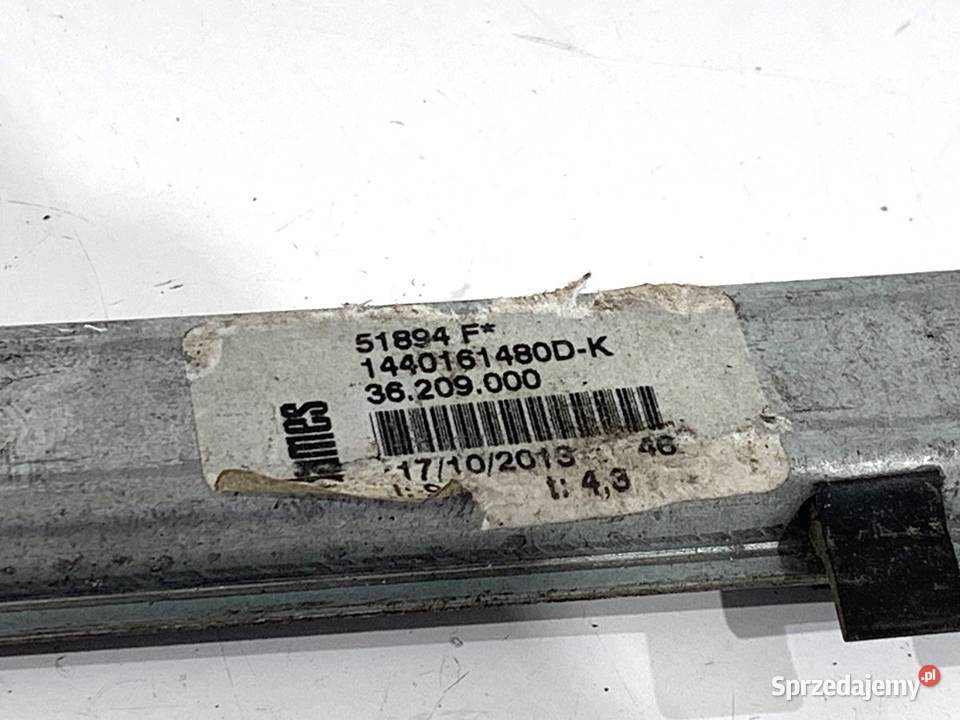 51894 F*
1440161480D-K
36.209.000
17/10/2013 46
t: 4,3
Sprzedajemy.pl